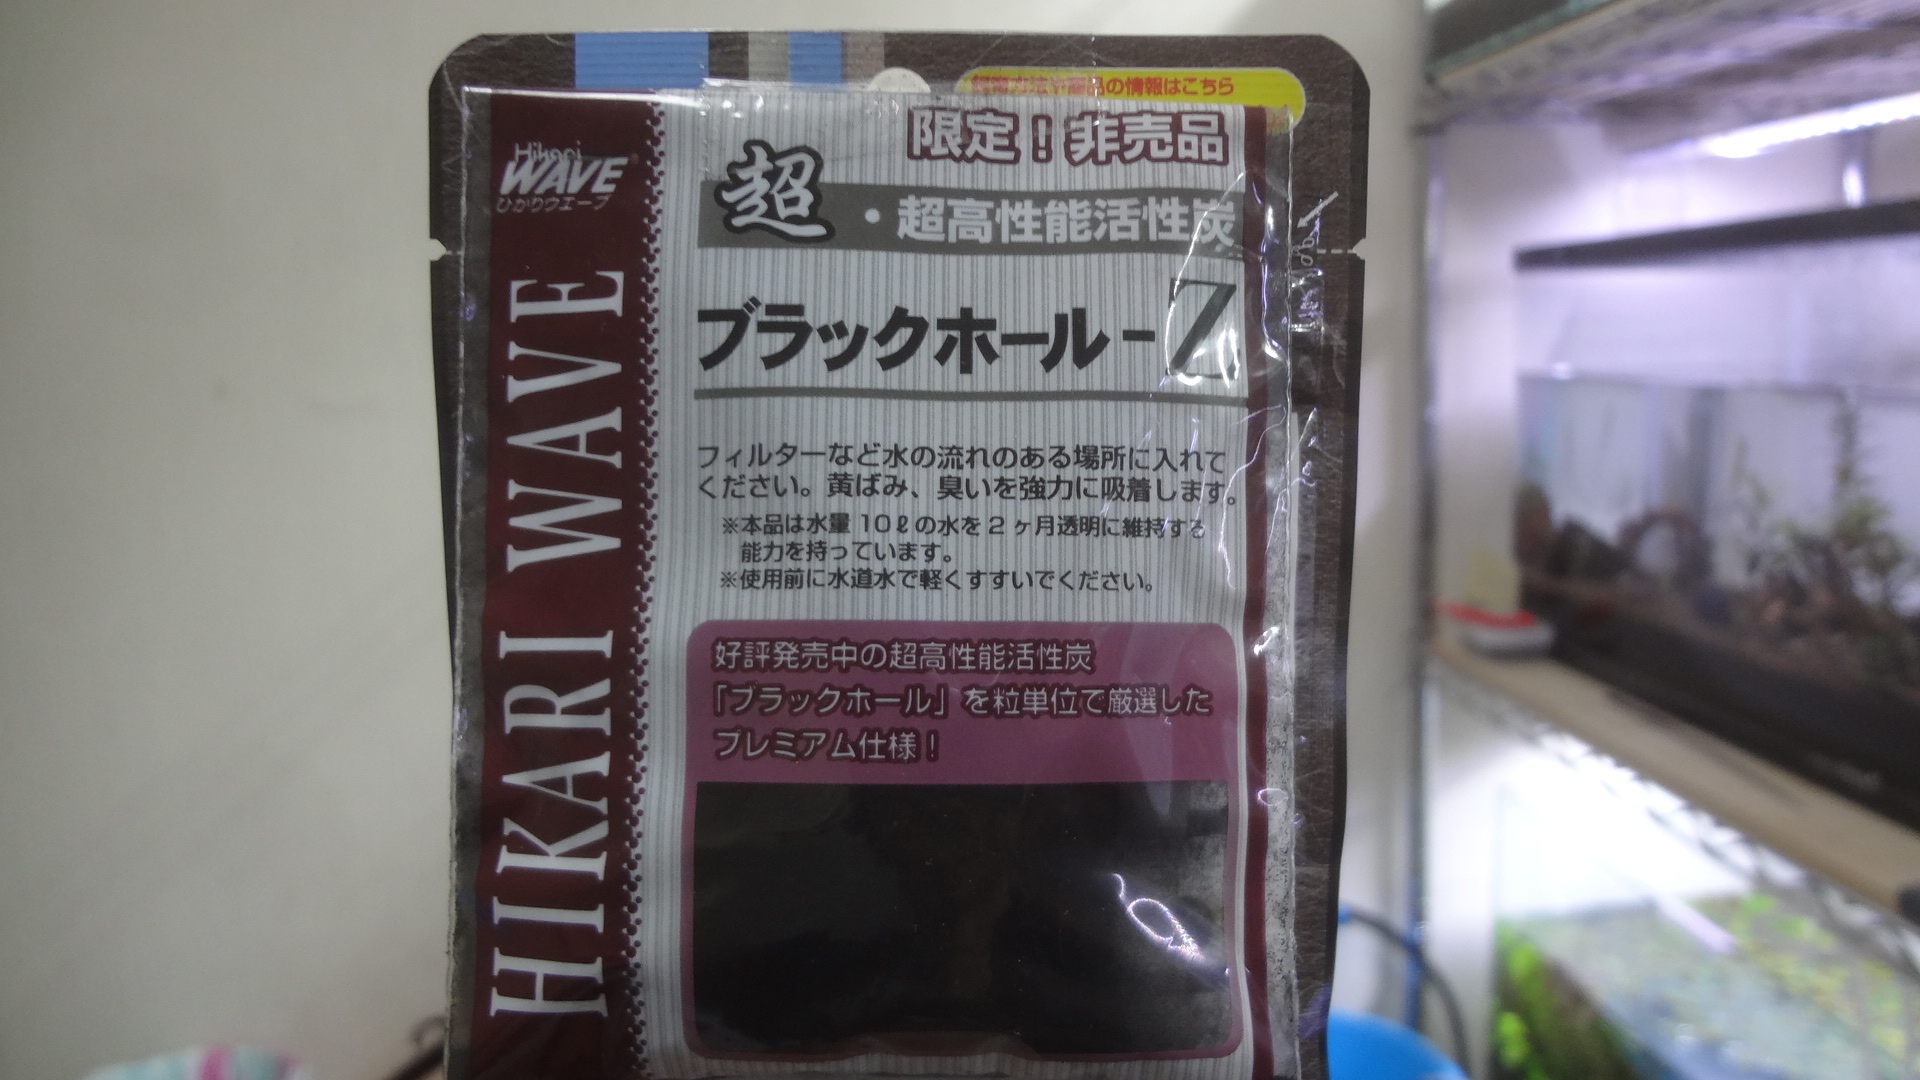 情報はこちら
限定！非売品
Hikari
WAVE
ひかりウエーブ
超・超高性能活性炭
ブラックホール-Z
HIKARI WAVE
フィルターなど水の流れのある場所に入れて
ください。黄ばみ、臭いを強力に吸着します。
※本品は水量10ℓの水を2ヶ月透明に維持する
能力を持っています。
※使用前に水道水で軽くすすいでください。
好評発売中の超高性能活性炭
「ブラックホール」を粒単位で厳選した
プレミアム仕様！